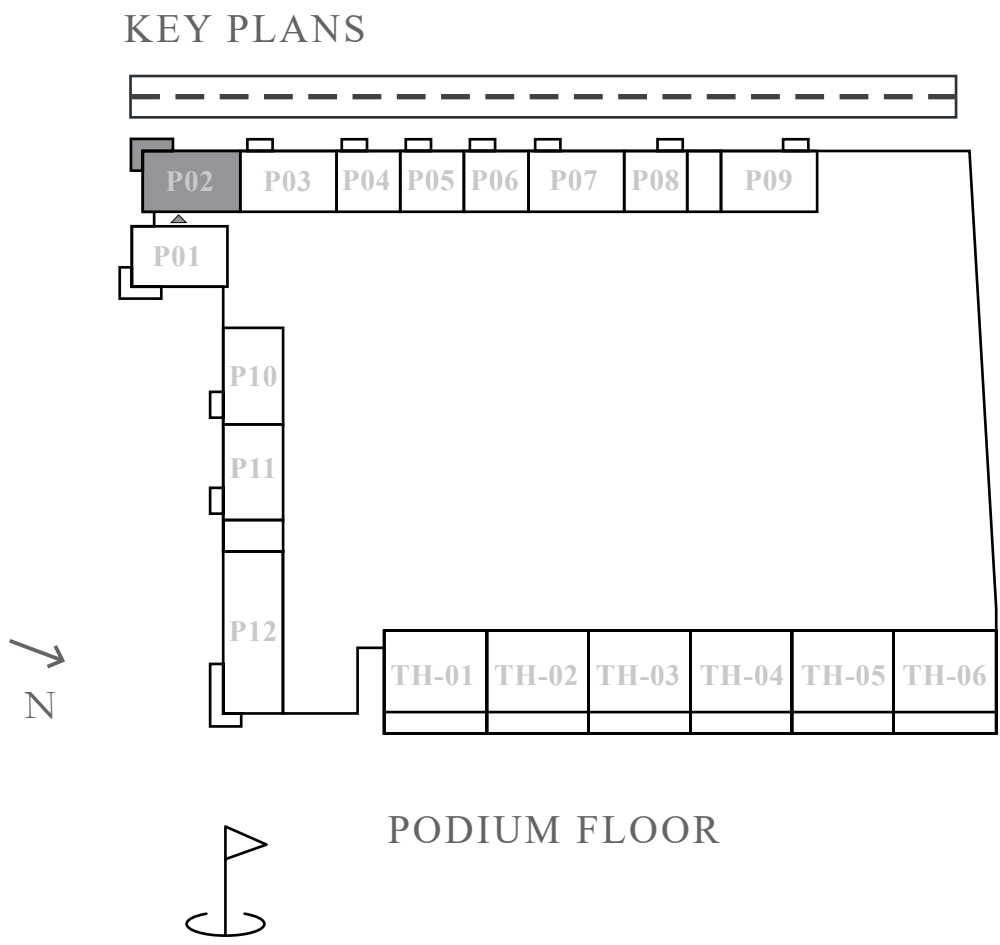 KEY PLANS
P02 P03 P04 P05 P06 P07 P08 P09
P01
P10
P11
P12
TH-01 TH-02 TH-03 TH-04 TH-05 TH-06
N
PODIUM FLOOR